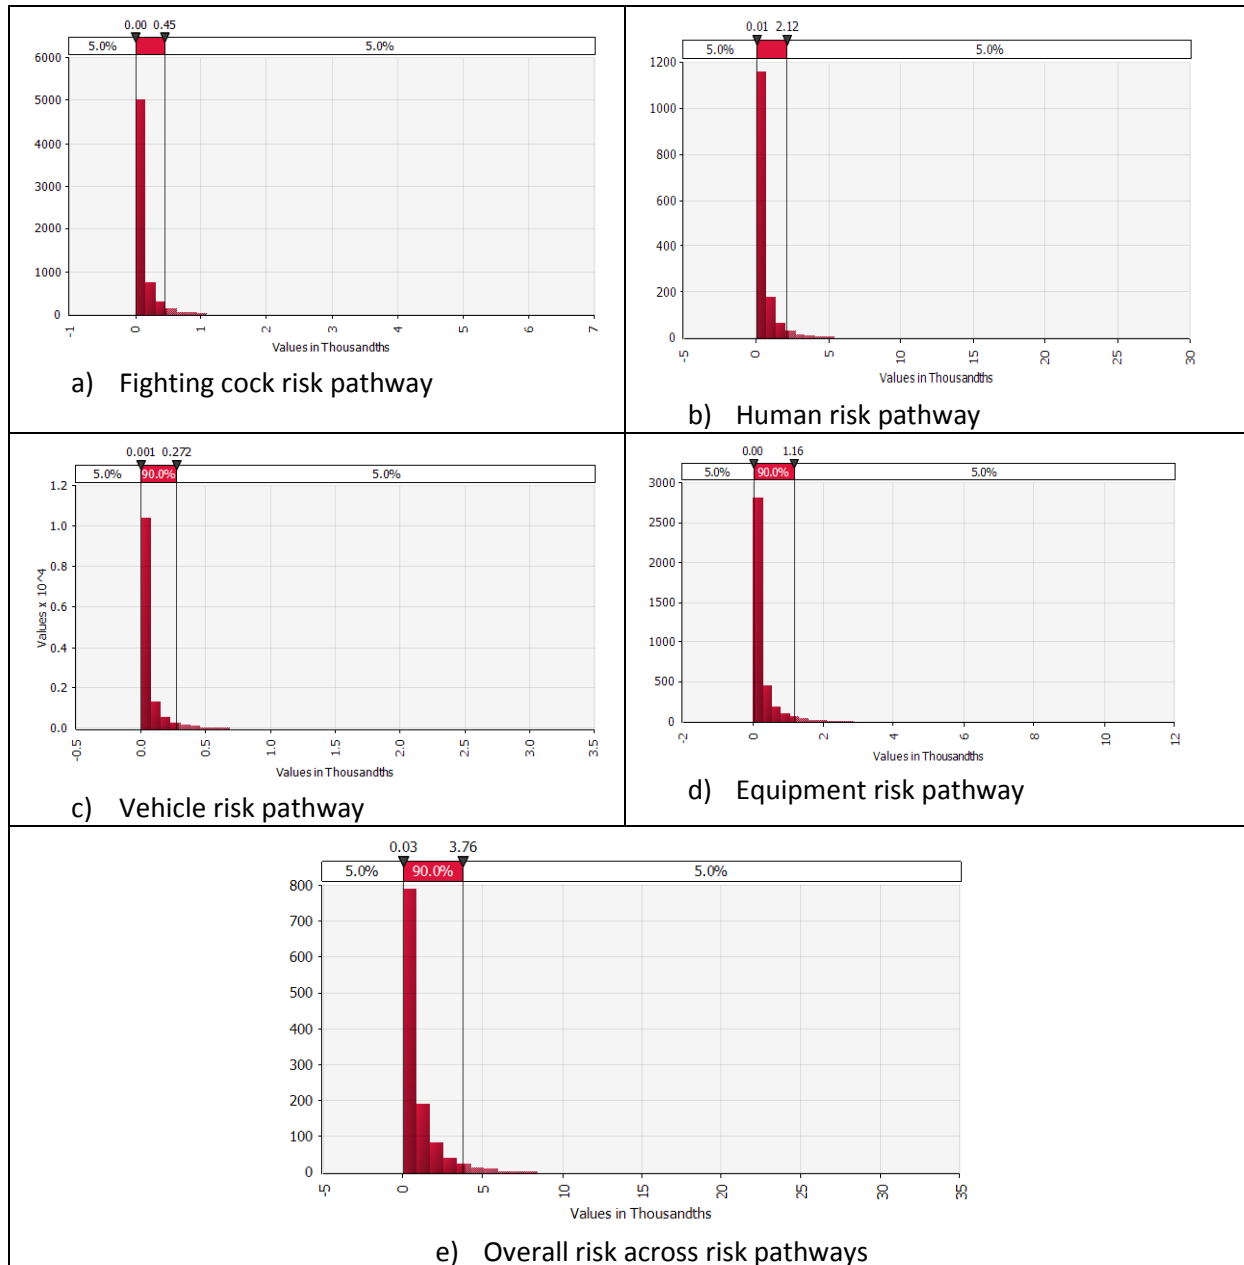 0.00 0.45
5.0% 5.0%
6000
5000
4000
3000
2000
1000
0
-1 0 1 2 3 4 5 6 7
Values in Thousandths
a) Fighting cock risk pathway
0.01 2.12
5.0% 5.0%
1200
1000
800
600
400
200
0
-5 0 5 10 15 20 25 30
Values in Thousandths
b) Human risk pathway
0.001 0.272
5.0% 90.0% 5.0%
1.2
1.0
0.8
0.6
0.4
0.2
0.0
Values x 10^4
-0.5 0.0 0.5 1.0 1.5 2.0 2.5 3.0 3.5
Values in Thousandths
c) Vehicle risk pathway
0.00 1.16
5.0% 90.0% 5.0%
3000
2500
2000
1500
1000
500
0
-2 0 2 4 6 8 10 12
Values in Thousandths
d) Equipment risk pathway
0.03 3.76
5.0% 90.0% 5.0%
800
700
600
500
400
300
200
100
0
-5 0 5 10 15 20 25 30 35
Values in Thousandths
e) Overall risk across risk pathways